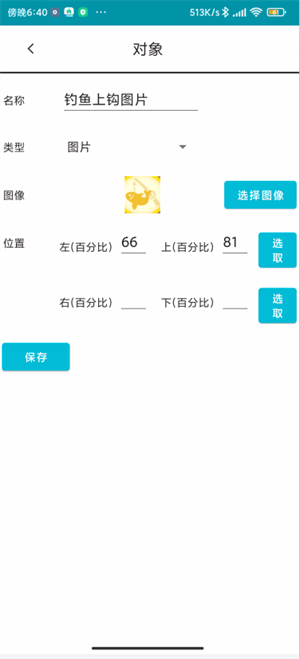 傍晚6:40 ... 513K/s
对象
名称 钓鱼上钩图片
类型 图片
图像 选择图像
位置 左(百分比) 66 上(百分比) 81 选取
右(百分比) 下(百分比) 选取
保存